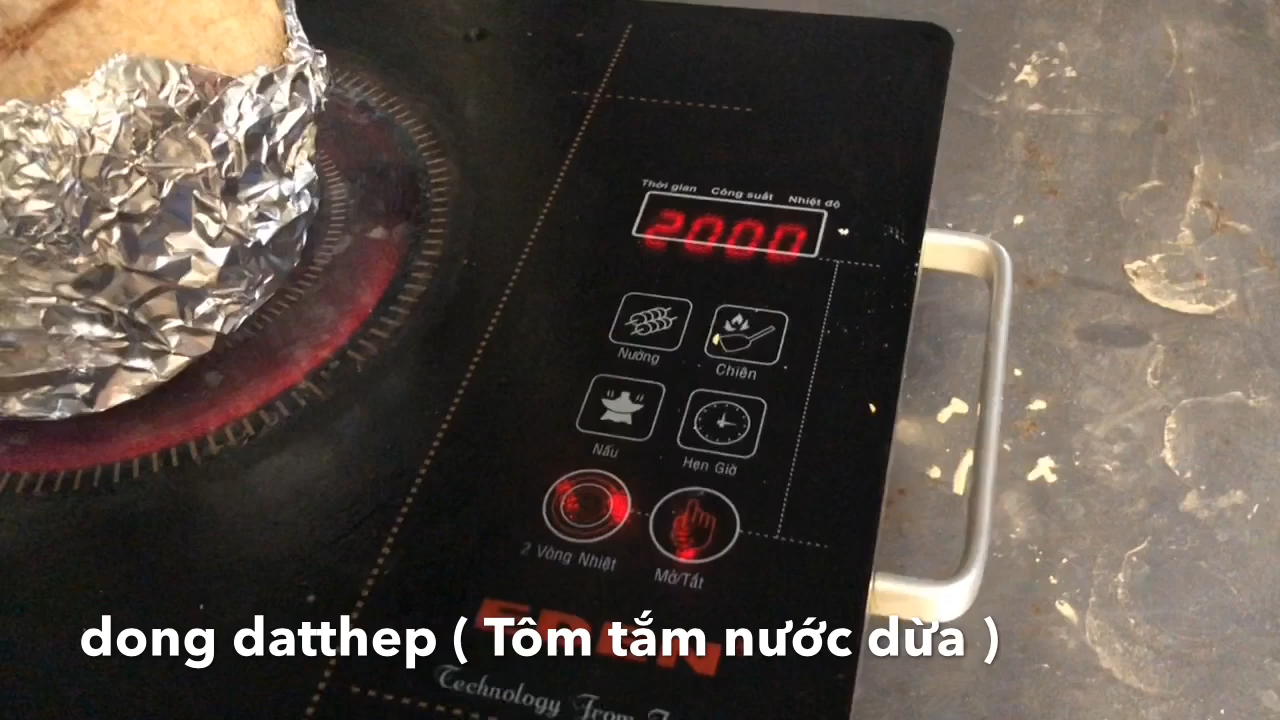 Thời gian Công suất Nhiệt độ
2000
Nướng
Chiên
Nấu
Hẹn Giờ
2 Vòng Nhiệt
Mở/Tắt
EDEN
dong datthep ( Tôm tắm nước dừa )
Technology From